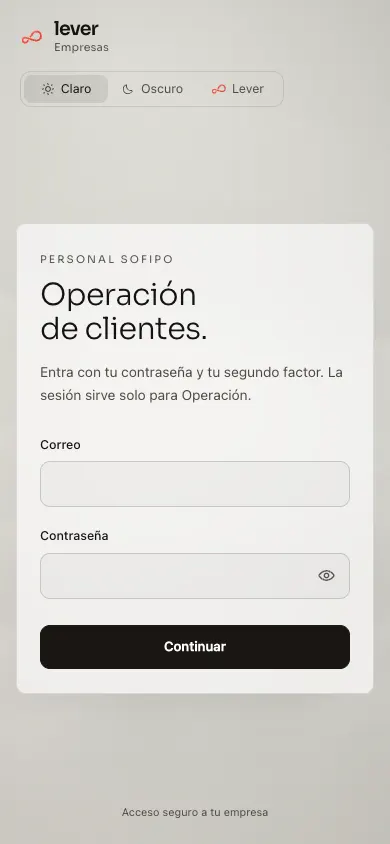 lever
Empresas
Claro
Oscuro
Lever
PERSONAL SOFIPO
Operación
de clientes.
Entra con tu contraseña y tu segundo factor. La
sesión sirve solo para Operación.
Correo
Contraseña
Continuar
Acceso seguro a tu empresa